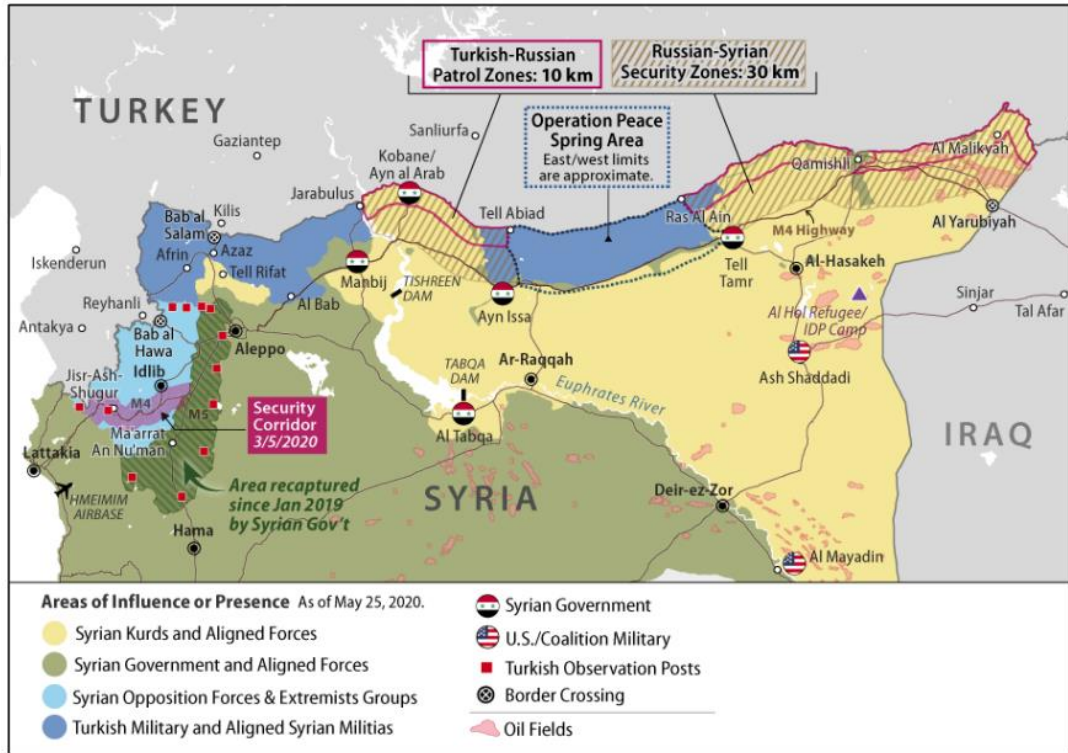 Turkish-Russian
Patrol Zones: 10 km
Russian-Syrian
Security Zones: 30 km
TURKEY
Operation Peace
Spring Area
East/west limits
are approximate.
Gaziantep
Sanliurfa
Kobane/
Ayn al Arab
Al Malikyah
Qamishli
Jarabulus
Tell Abiad
Ras Al Ain
Bab al
Salam
Kilis
Al Yarubiyah
M4 Highway
Iskenderun
Afrin
Azaz
Tell Rifat
Manbij
TISHREEN
DAM
Tell
Tamr
Al-Hasakeh
Reyhanli
Al Bab
Ayn Issa
Sinjar
Tal Afar
Antakya
Bab al
Hawa
Aleppo
Al Hol Refugee/
IDP Camp
Idlib
Jisr-Ash-
Shugur
M4
M5
TABQA
DAM
Ar-Raqqah
Euphrates River
Ash Shaddadi
Security
Corridor
3/5/2020
Ma'arrat
An Nu'man
Al Tabqa
IRAQ
Lattakia
HMEIMIM
AIRBASE
Area recaptured
since Jan 2019
by Syrian Gov't
SYRIA
Deir-ez-Zor
Hama
Al Mayadin
Areas of Influence or Presence As of May 25, 2020.
Syrian Kurds and Aligned Forces
Syrian Government and Aligned Forces
Syrian Opposition Forces & Extremists Groups
Turkish Military and Aligned Syrian Militias
Syrian Government
U.S./Coalition Military
Turkish Observation Posts
Border Crossing
Oil Fields